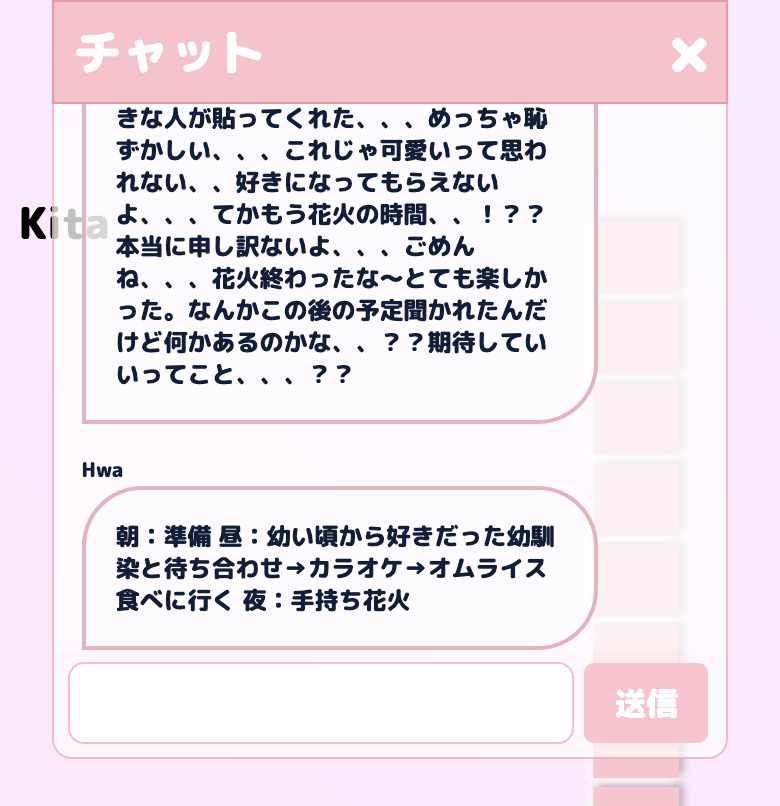 チャット
きな人が貼ってくれた、、、めっちゃ恥
ずかしい、、、これじゃ可愛いって思わ
れない、、好きになってもらえない
よ、、、てかもう花火の時間、、！？？
本当に申し訳ないよ、、、ごめん
ね、、、花火終わったな〜とても楽しか
った。なんかこの後の予定聞かれたんだ
けど何かあるのかな、、？？期待してい
いってこと、、、？？
Kita
Hwa
朝：準備 昼：幼い頃から好きだった幼馴
染と待ち合わせ→カラオケ→オムライス
食べに行く 夜：手持ち花火
送信